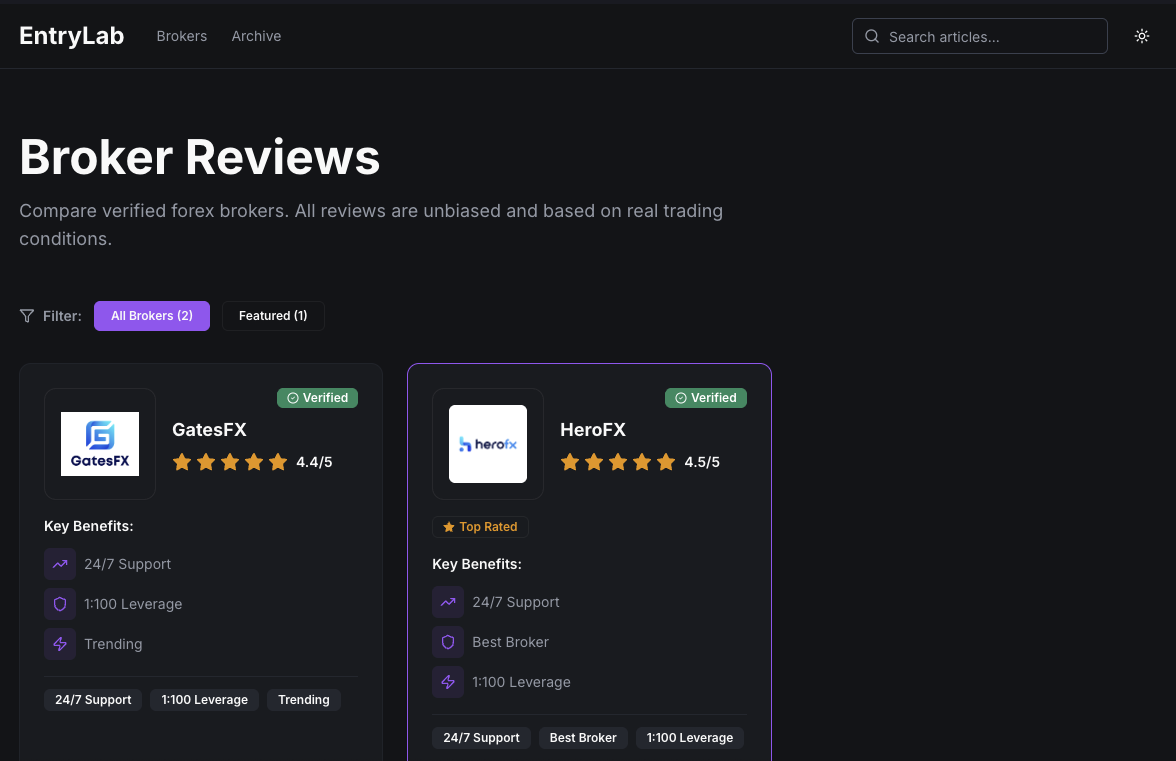 EntryLab Brokers Archive Search articles...
Broker Reviews
Compare verified forex brokers. All reviews are unbiased and based on real trading
conditions.
Filter: All Brokers (2) Featured (1)
Verified
GatesFX
GatesFX
4.4/5
Key Benefits:
24/7 Support
1:100 Leverage
Trending
24/7 Support 1:100 Leverage Trending
Verified
herofx
HeroFX
4.5/5
Top Rated
Key Benefits:
24/7 Support
Best Broker
1:100 Leverage
24/7 Support Best Broker 1:100 Leverage